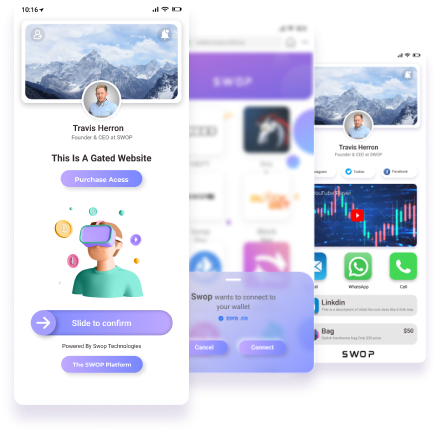 10:16
Travis Herron
Founder & CEO at SWOP
This Is A Gated Website
Purchase Acess
Slide to confirm
Powered By Swop Technologies
The SWOP Platform
SWOP
Swop wants to connect to
your wallet
Cancel
Connect
Travis Herron
Founder & CEO at SWOP
Twitter
Facebook
WhatsApp
Call
Linkdin
Bag
$50
SWOP